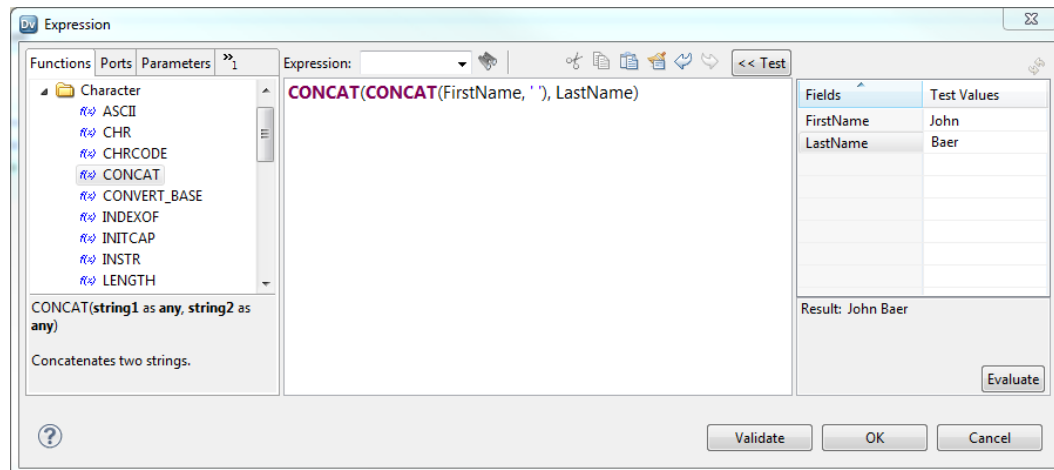 Dv Expression
Functions Ports Parameters »1
Expression:
<< Test
Character
f(x) ASCII
f(x) CHR
f(x) CHRCODE
f(x) CONCAT
f(x) CONVERT_BASE
f(x) INDEXOF
f(x) INITCAP
f(x) INSTR
f(x) LENGTH
CONCAT(string1 as any, string2 as
any)
Concatenates two strings.
CONCAT(CONCAT(FirstName, ' '), LastName)
Fields Test Values
FirstName John
LastName Baer
Result: John Baer
Evaluate
?
Validate OK Cancel